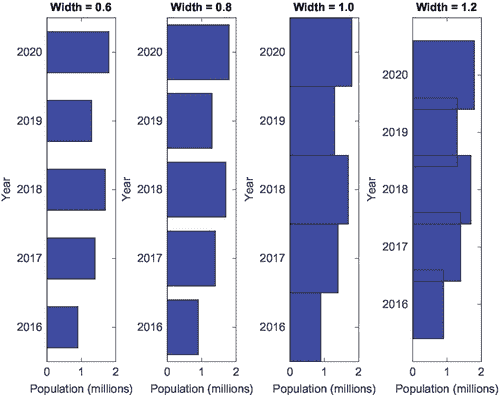 Width = 0.6
2020
2019
2018
2017
2016
Year
0 1 2
Population (millions)
Width = 0.8
2020
2019
2018
2017
2016
Year
0 1 2
Population (millions)
Width = 1.0
2020
2019
2018
2017
2016
Year
0 1 2
Population (millions)
Width = 1.2
2020
2019
2018
2017
2016
Year
0 1 2
Population (millions)